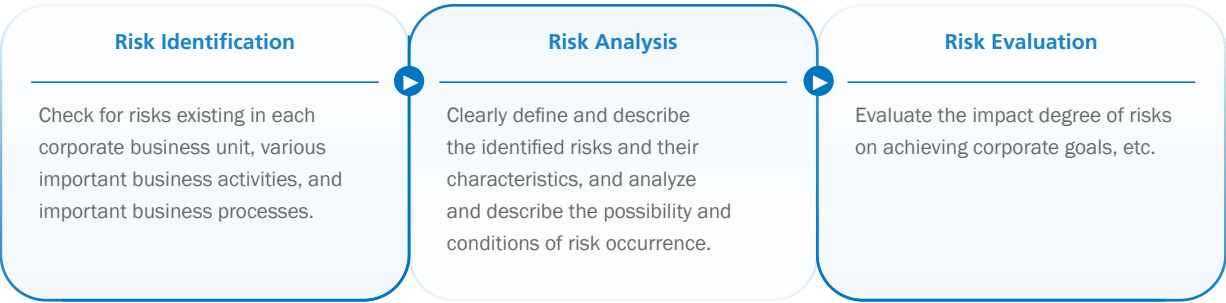 Risk Identification
Check for risks existing in each
corporate business unit, various
important business activities, and
important business processes.
Risk Analysis
Clearly define and describe
the identified risks and their
characteristics, and analyze
and describe the possibility and
conditions of risk occurrence.
Risk Evaluation
Evaluate the impact degree of risks
on achieving corporate goals, etc.